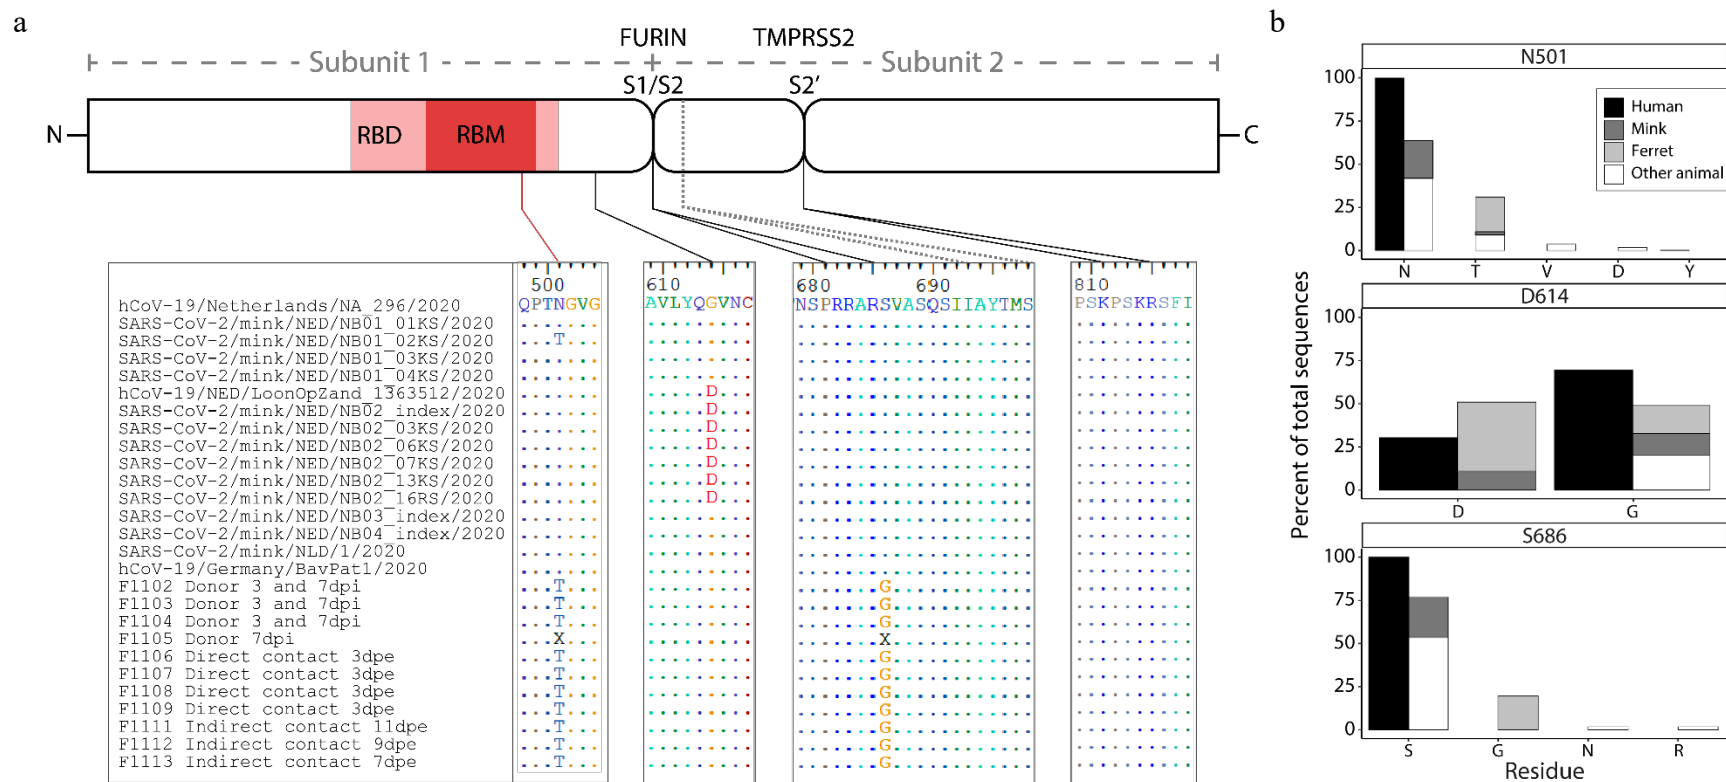 a
b
FURIN
TMPRSS2
Subunit 1
Subunit 2
S1/S2
S2'
N
RBD
RBM
C
500
610
680
690
810
hCoV-19/Netherlands/NA_296/2020 QPTNGVG AVLYQGVNC NSPRRARSVASQSIIAYTMS PSKPSKRSFI
SARS-CoV-2/mink/NED/NB01_01KS/2020
SARS-CoV-2/mink/NED/NB01_02KS/2020 T
SARS-CoV-2/mink/NED/NB01_03KS/2020
SARS-CoV-2/mink/NED/NB01_04KS/2020
hCoV-19/NED/LoonOpZand_1363512/2020 D
SARS-CoV-2/mink/NED/NB02_index/2020 D
SARS-CoV-2/mink/NED/NB02_03KS/2020 D
SARS-CoV-2/mink/NED/NB02_06KS/2020 D
SARS-CoV-2/mink/NED/NB02_07KS/2020 D
SARS-CoV-2/mink/NED/NB02_13KS/2020 D
SARS-CoV-2/mink/NED/NB02_16RS/2020 D
SARS-CoV-2/mink/NED/NB03_index/2020
SARS-CoV-2/mink/NED/NB04_index/2020
SARS-CoV-2/mink/NLD/1/2020
hCoV-19/Germany/BavPat1/2020
F1102 Donor 3 and 7dpi T G
F1103 Donor 3 and 7dpi T G
F1104 Donor 3 and 7dpi T G
F1105 Donor 7dpi X X
F1106 Direct contact 3dpe T G
F1107 Direct contact 3dpe T G
F1108 Direct contact 3dpe T G
F1109 Direct contact 3dpe T G
F1111 Indirect contact 11dpe T G
F1112 Indirect contact 9dpe T G
F1113 Indirect contact 7dpe T G
Percent of total sequences
N501
100
75
50
25
0
Human
Mink
Ferret
Other animal
N T V D Y
D614
100
75
50
25
0
D G
S686
100
75
50
25
0
S G N R
Residue